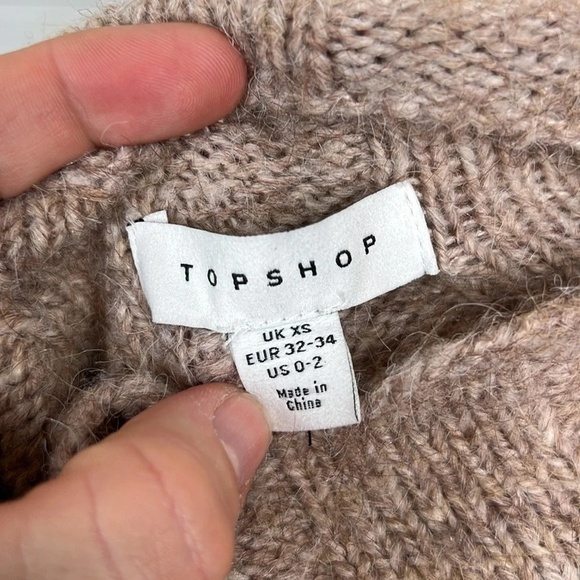 TOPSHOP
UK XS
EUR 32-34
US 0-2
Made in
China